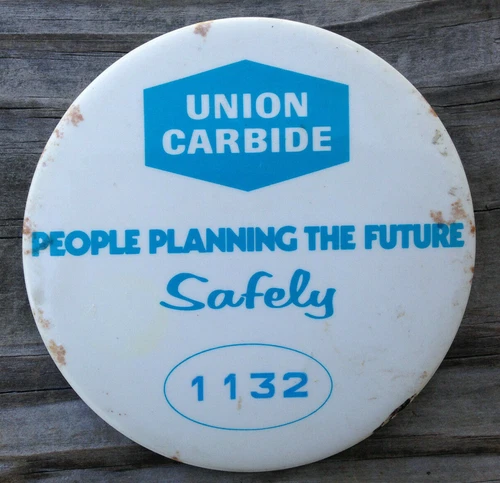 UNION
CARBIDE
PEOPLE PLANNING THE FUTURE
Safely
1132